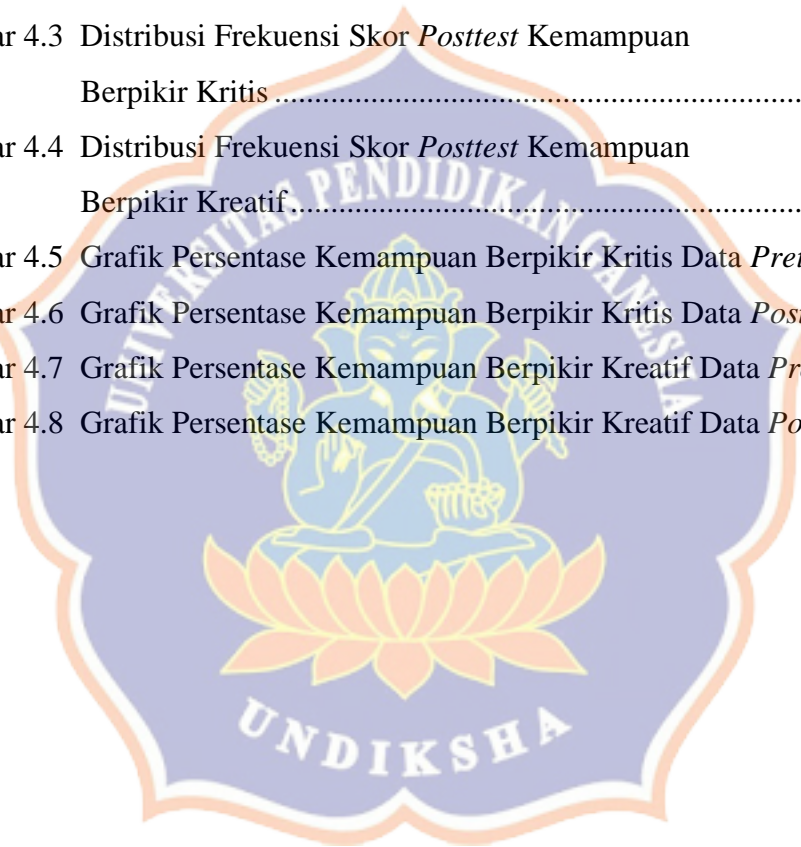 ar 4.3 Distribusi Frekuensi Skor Posttest Kemampuan
Berpikir Kritis ........................................................................
ar 4.4 Distribusi Frekuensi Skor Posttest Kemampuan
Berpikir Kreatif .....................................................................
ar 4.5 Grafik Persentase Kemampuan Berpikir Kritis Data Pret
ar 4.6 Grafik Persentase Kemampuan Berpikir Kritis Data Post
ar 4.7 Grafik Persentase Kemampuan Berpikir Kreatif Data Pr
ar 4.8 Grafik Persentase Kemampuan Berpikir Kreatif Data Po
UNIVERSITAS PENDIDIKAN GANESHA
UNDIKSHA